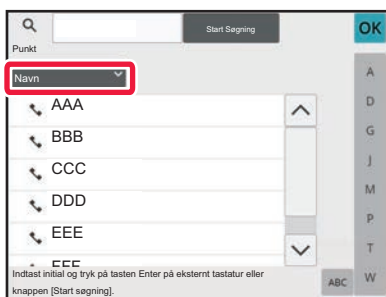 Start Søgning
OK
Punkt
Navn
AAA
BBB
CCC
DDD
EEE
FFF
A
D
G
J
M
P
T
W
Indtast initial og tryk på tasten Enter på eksternt tastatur eller
knappen [Start søgning].
ABC